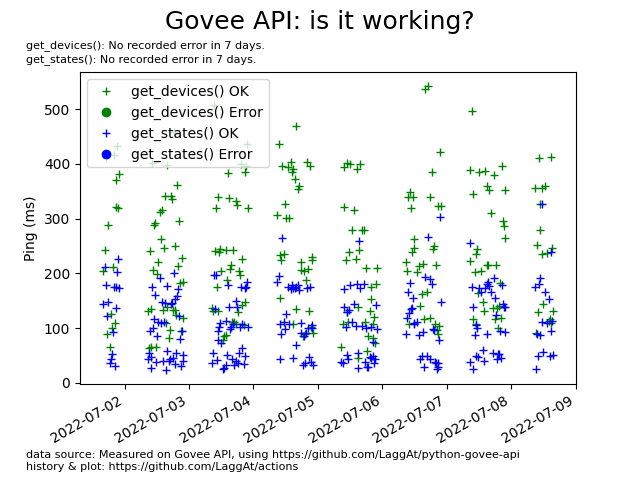 Govee API: is it working?
get_devices(): No recorded error in 7 days.
get_states(): No recorded error in 7 days.
get_devices() OK
get_devices() Error
get_states() OK
get_states() Error
Ping (ms)
500
400
300
200
100
0
2022-07-02
2022-07-03
2022-07-04
2022-07-05
2022-07-06
2022-07-07
2022-07-08
2022-07-09
data source: Measured on Govee API, using https://github.com/LaggAt/python-govee-api
history & plot: https://github.com/LaggAt/actions